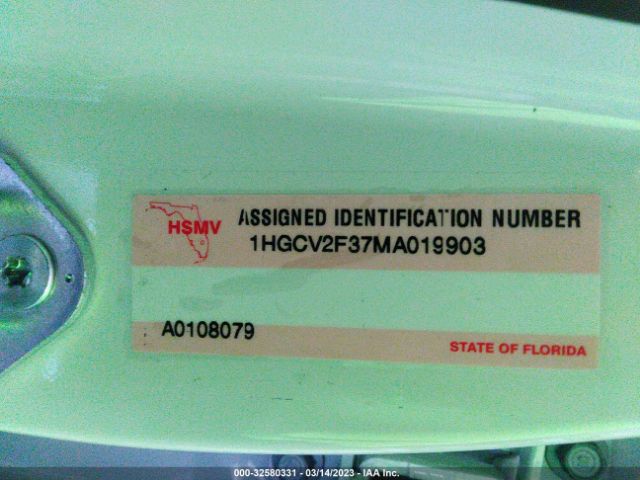 HSMV
ASSIGNED IDENTIFICATION NUMBER
1HGCV2F37MA019903
A0108079
STATE OF FLORIDA
000-32580331 - 03/14/2023 - IAA Inc.